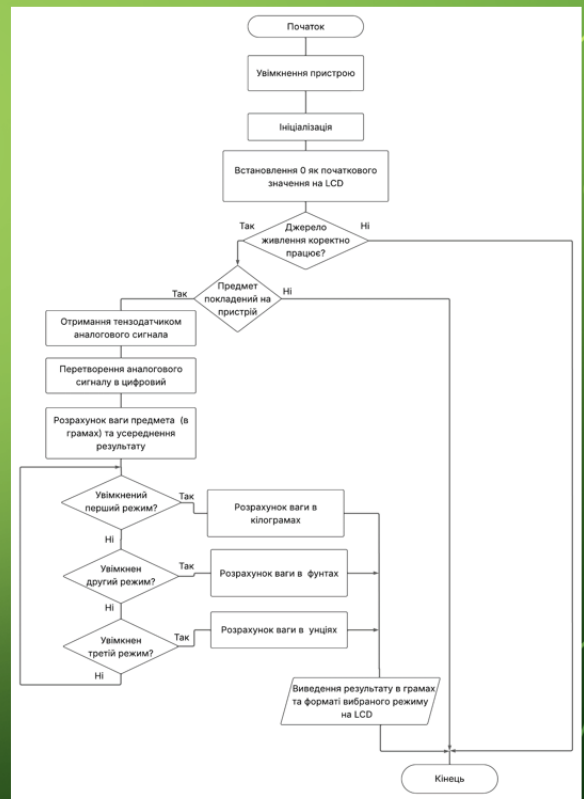 Початок
Увімкнення пристрою
Ініціалізація
Встановлення 0 як початкового
значення на LCD
Так
Джерело
живлення коректно
працює?
Ні
Так
Предмет
покладений на
пристрій
Ні
Отримання тензодатчиком
аналогового сигнала
Перетворення аналогового
сигналу в цифровий
Розрахунок ваги предмета (в
грамах) та усереднення
результату
Увімкнений
перший режим?
Так
Розрахунок ваги в
кілограмах
Ні
Увімкнен
другий режим?
Так
Розрахунок ваги в фунтах
Ні
Увімкнен
третій режим?
Так
Розрахунок ваги в унціях
Ні
Виведення результату в грамах
та форматі вибраного режиму
на LCD
Кінець